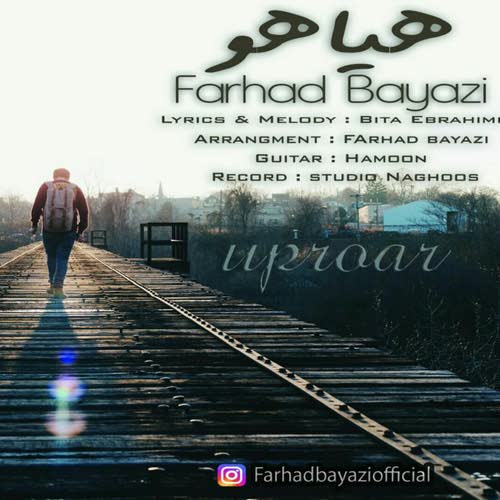 هیاهو
Farhad Bayazi
Lyrics & Melody : Bita Ebrahimi
Arrangment : FArhad bayazi
Guitar : Hamoon
Record : studio Naghoos
uproar
Farhadbayaziofficial